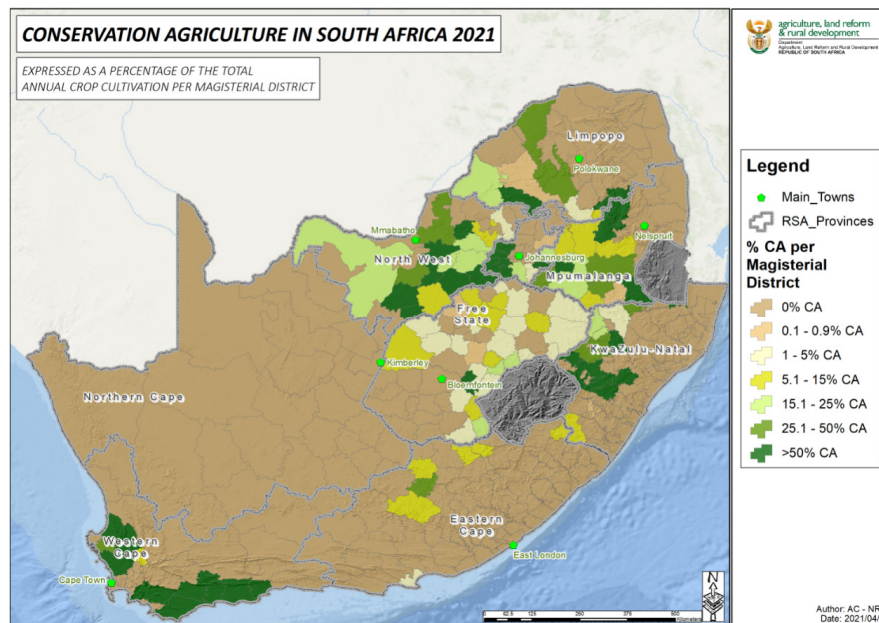 CONSERVATION AGRICULTURE IN SOUTH AFRICA 2021
EXPRESSED AS A PERCENTAGE OF THE TOTAL
ANNUAL CROP CULTIVATION PER MAGISTERIAL DISTRICT
agriculture, land reform
& rural development
Department:
Agriculture, Land Reform and Rural Development
REPUBLIC OF SOUTH AFRICA
Limpopo
Polokwane
Mmabatho
Nelspruit
North West
Johannesburg
Mpumalanga
Free
State
KwaZulu-Natal
Kimberley
Bloemfontein
Northern Cape
Eastern
Cape
Western
Cape
East London
Cape Town
N
0 62.5 125 250 375 500
Kilometers
Legend
Main_Towns
RSA_Provinces
% CA per
Magisterial
District
0% CA
0.1 - 0.9% CA
1 - 5% CA
5.1 - 15% CA
15.1 - 25% CA
25.1 - 50% CA
>50% CA
Author: AC - NR
Date: 2021/04/